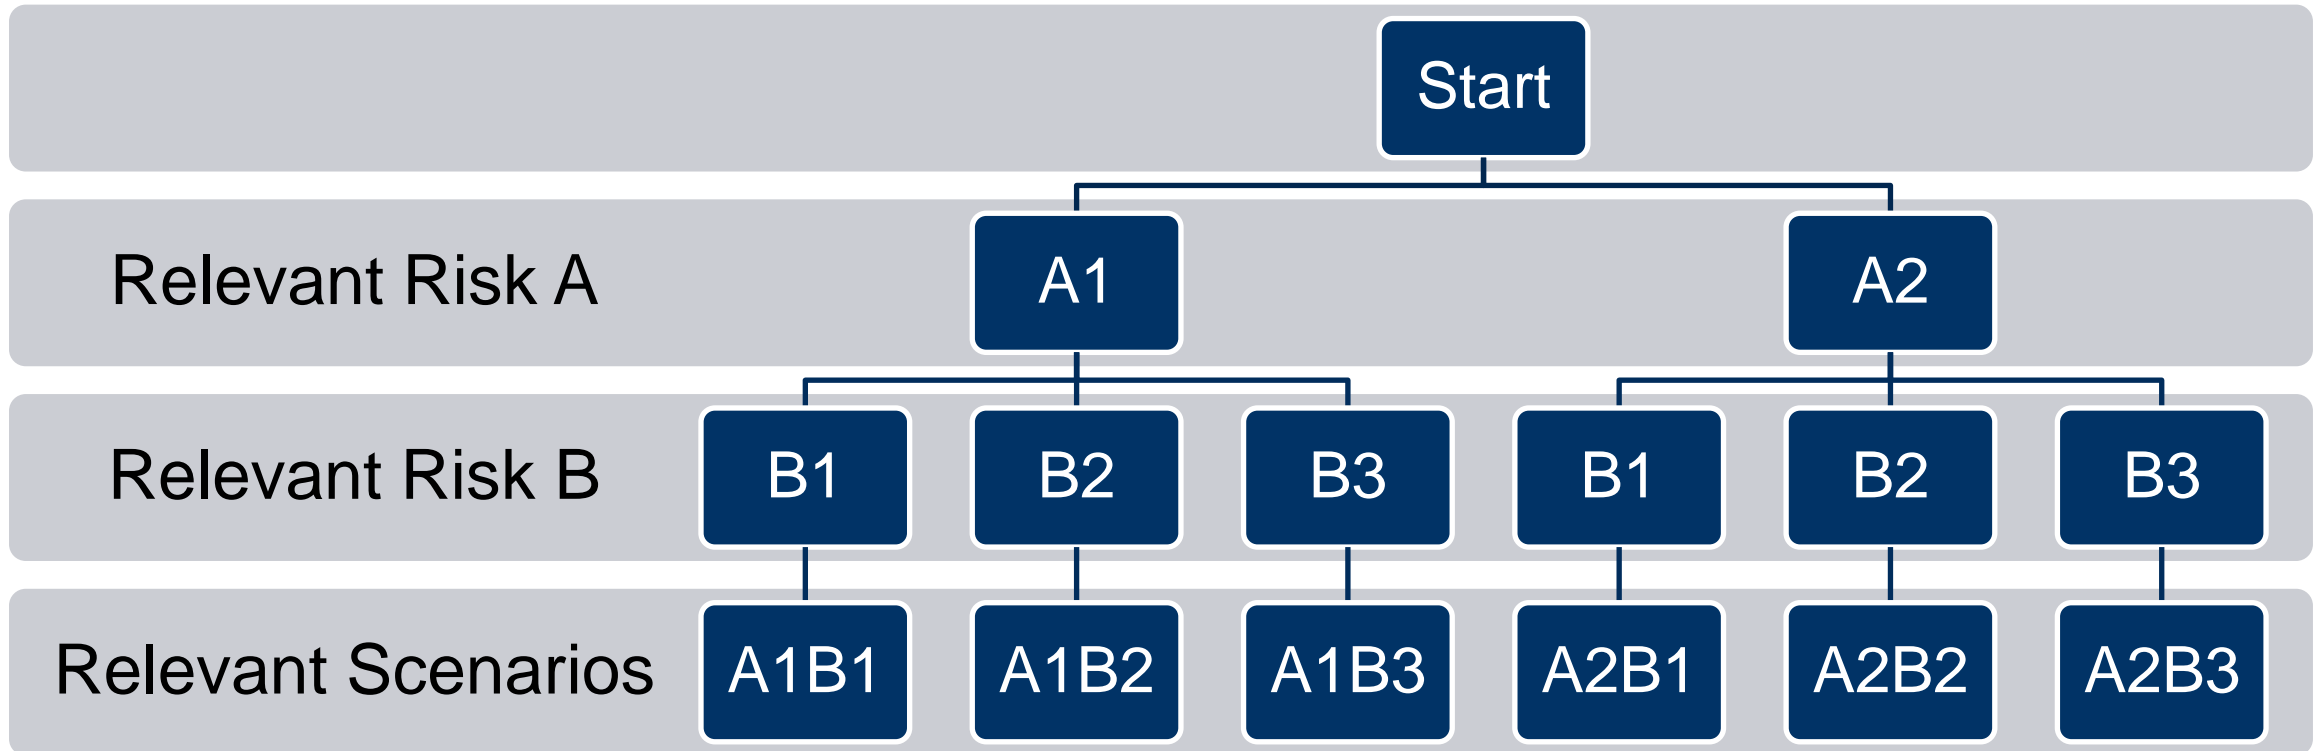 Start
Relevant Risk A
A1
A2
Relevant Risk B
B1
B2
B3
B1
B2
B3
Relevant Scenarios
A1B1
A1B2
A1B3
A2B1
A2B2
A2B3